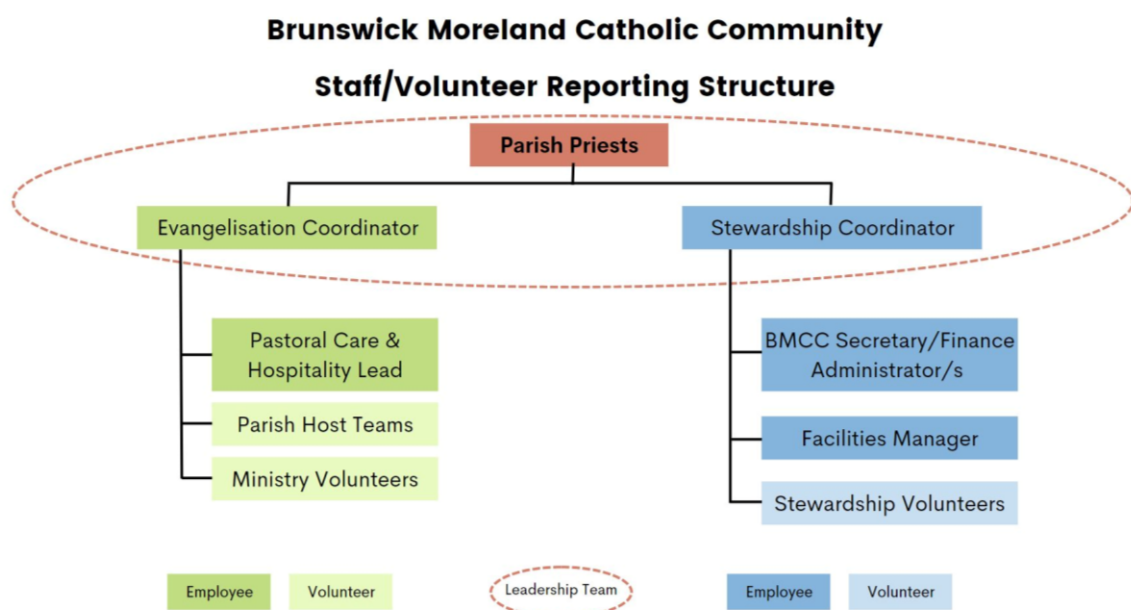 Brunswick Moreland Catholic Community
Staff/Volunteer Reporting Structure
Parish Priests
Evangelisation Coordinator
Stewardship Coordinator
Pastoral Care &
Hospitality Lead
Parish Host Teams
Ministry Volunteers
BMCC Secretary/Finance
Administrator/s
Facilities Manager
Stewardship Volunteers
Employee
Volunteer
Leadership Team
Employee
Volunteer